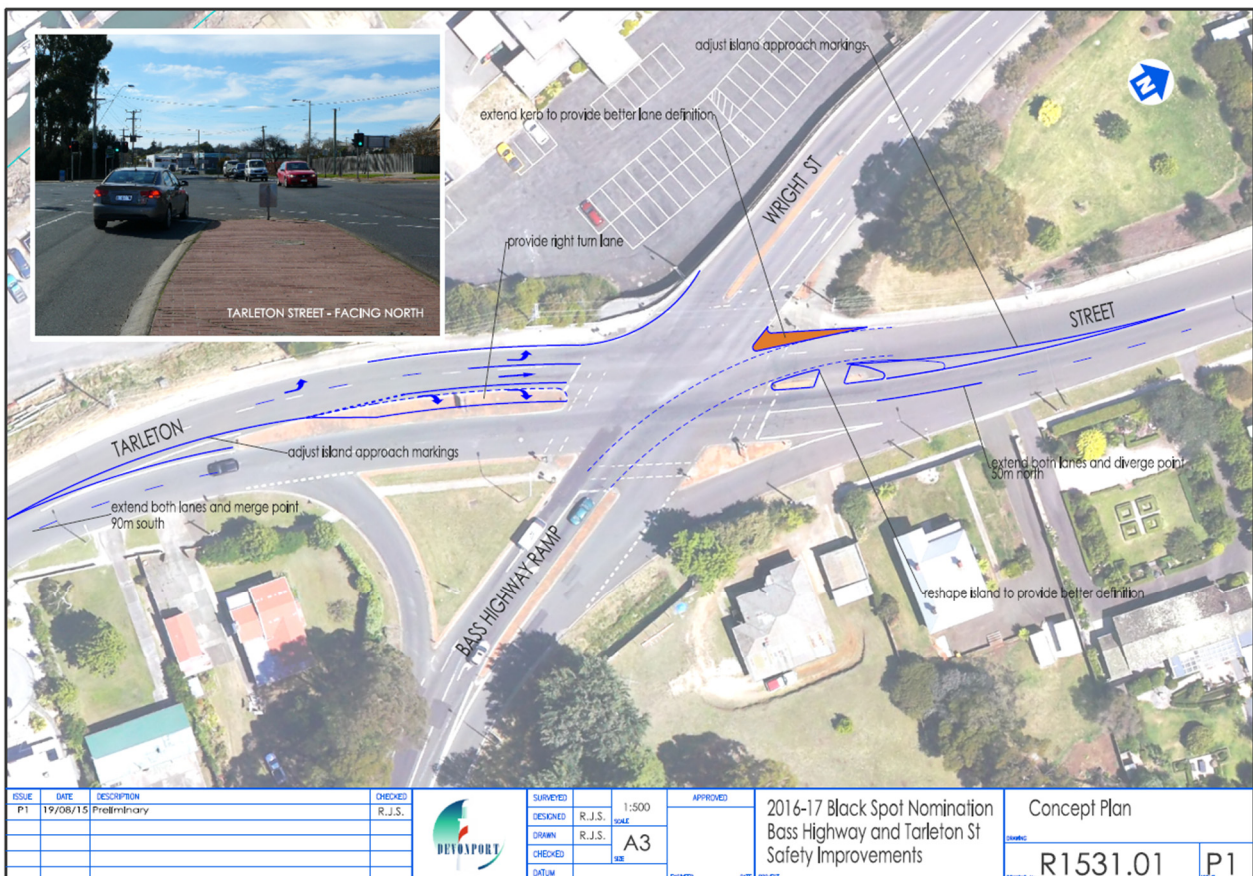 adjust island approach markings
extend kerb to provide better lane definition
WRIGHT ST
provide right turn lane
TARLETON STREET - FACING NORTH
STREET
TARLETON
adjust island approach markings
extend both lanes and diverge point
50m north
extend both lanes and merge point
90m south
BASS HIGHWAY RAMP
reshape island to provide better definition
N
ISSUE DATE DESCRIPTION CHECKED
P1 19/08/15 Preliminary R.J.S.
DEVONPORT
SURVEYED
DESIGNED R.J.S.
DRAWN R.J.S.
CHECKED
DATUM
1:500
SCALE
A3
SIZE
APPROVED
2016-17 Black Spot Nomination
Bass Highway and Tarleton St
Safety Improvements
Concept Plan
DRAWING
R1531.01
P1